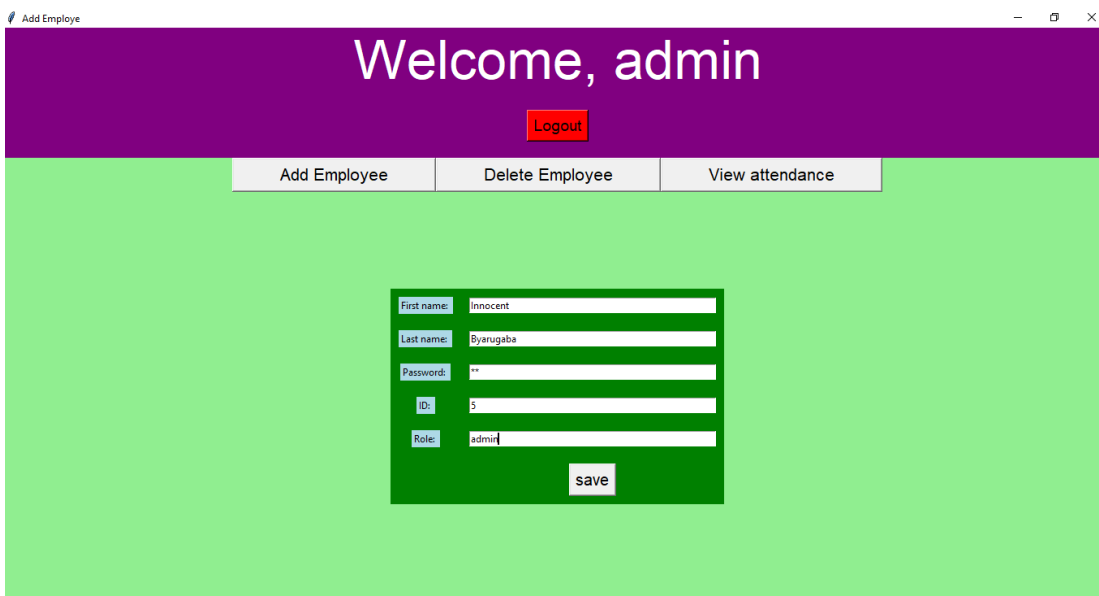 Add Employe
Welcome, admin
Logout
Add Employee Delete Employee View attendance
First name: Innocent
Last name: Byarugaba
Password: **
ID: 5
Role: admin
save